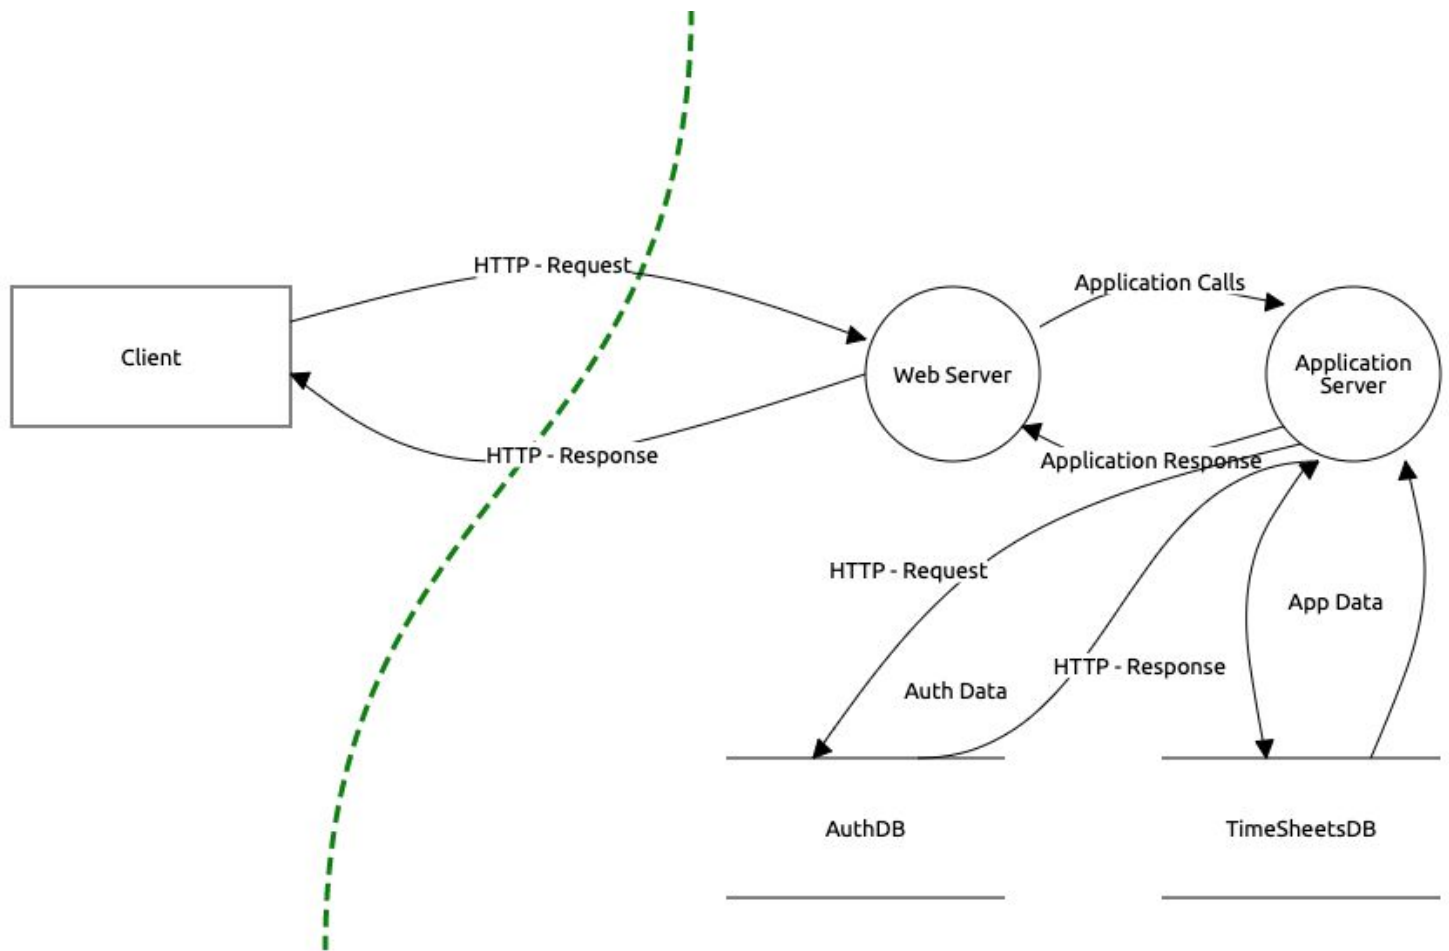 HTTP - Request
Application Calls
Client
Web Server
Application
Server
HTTP - Response
Application Response
HTTP - Request
App Data
HTTP - Response
Auth Data
AuthDB
TimeSheetsDB